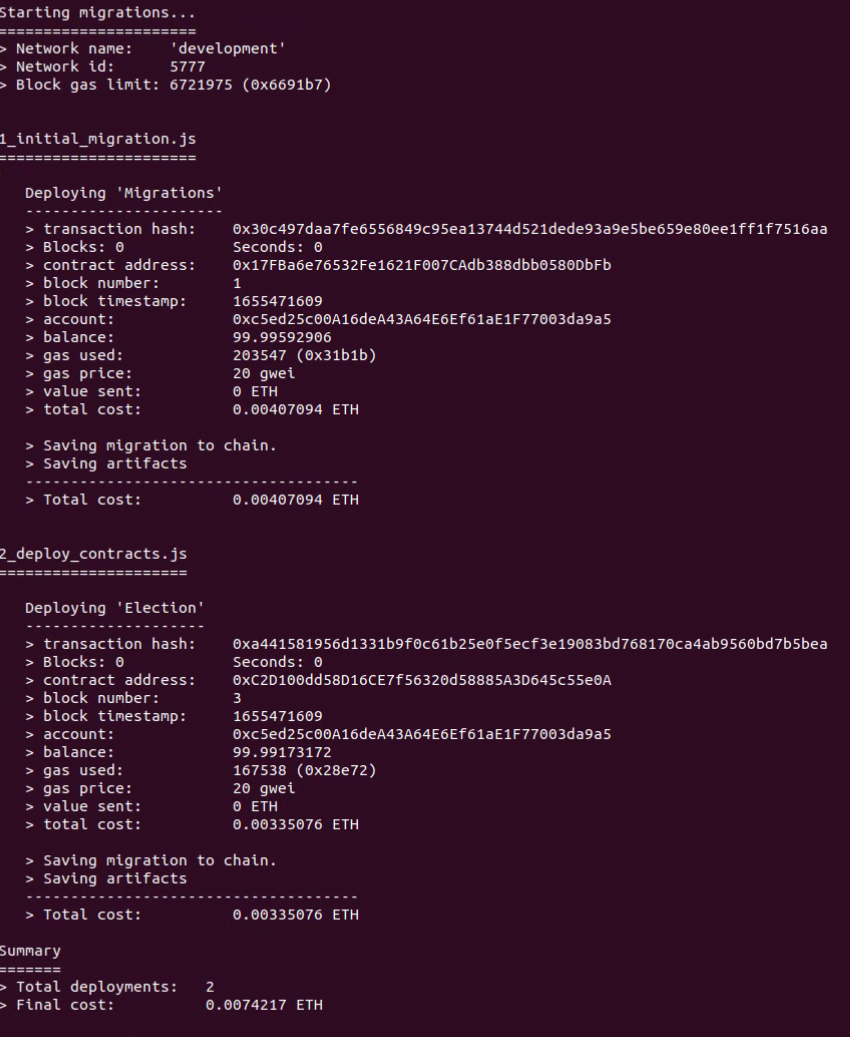 Starting migrations...
======================
> Network name:    'development'
> Network id:      5777
> Block gas limit: 6721975 (0x6691b7)
1_initial_migration.js
======================
Deploying 'Migrations'
----------------------
> transaction hash:    0x30c497daa7fe6556849c95ea13744d521dede93a9e5be659e80ee1ff1f7516aa
> Blocks: 0            Seconds: 0
> contract address:    0x17FBa6e76532Fe1621F007CAdb388dbb0580DbFb
> block number:        1
> block timestamp:     1655471609
> account:             0xc5ed25c00A16deA43A64E6Ef61aE1F77003da9a5
> balance:             99.99592906
> gas used:            203547 (0x31b1b)
> gas price:           20 gwei
> value sent:          0 ETH
> total cost:          0.00407094 ETH
> Saving migration to chain.
> Saving artifacts
-------------------------------------
> Total cost:          0.00407094 ETH
2_deploy_contracts.js
=====================
Deploying 'Election'
--------------------
> transaction hash:    0xa441581956d1331b9f0c61b25e0f5ecf3e19083bd768170ca4ab9560bd7b5bea
> Blocks: 0            Seconds: 0
> contract address:    0xC2D100dd58D16CE7f56320d58885A3D645c55e0A
> block number:        3
> block timestamp:     1655471609
> account:             0xc5ed25c00A16deA43A64E6Ef61aE1F77003da9a5
> balance:             99.99173172
> gas used:            167538 (0x28e72)
> gas price:           20 gwei
> value sent:          0 ETH
> total cost:          0.00335076 ETH
> Saving migration to chain.
> Saving artifacts
-------------------------------------
> Total cost:          0.00335076 ETH
Summary
=======
> Total deployments:   2
> Final cost:          0.0074217 ETH